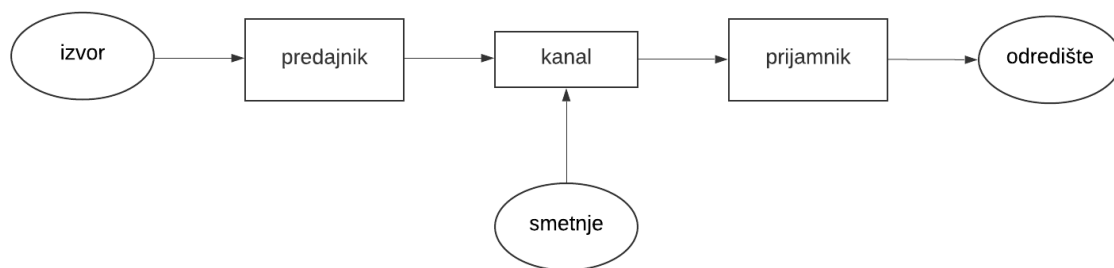 izvor
predajnik
kanal
prijamnik
odredište
smetnje